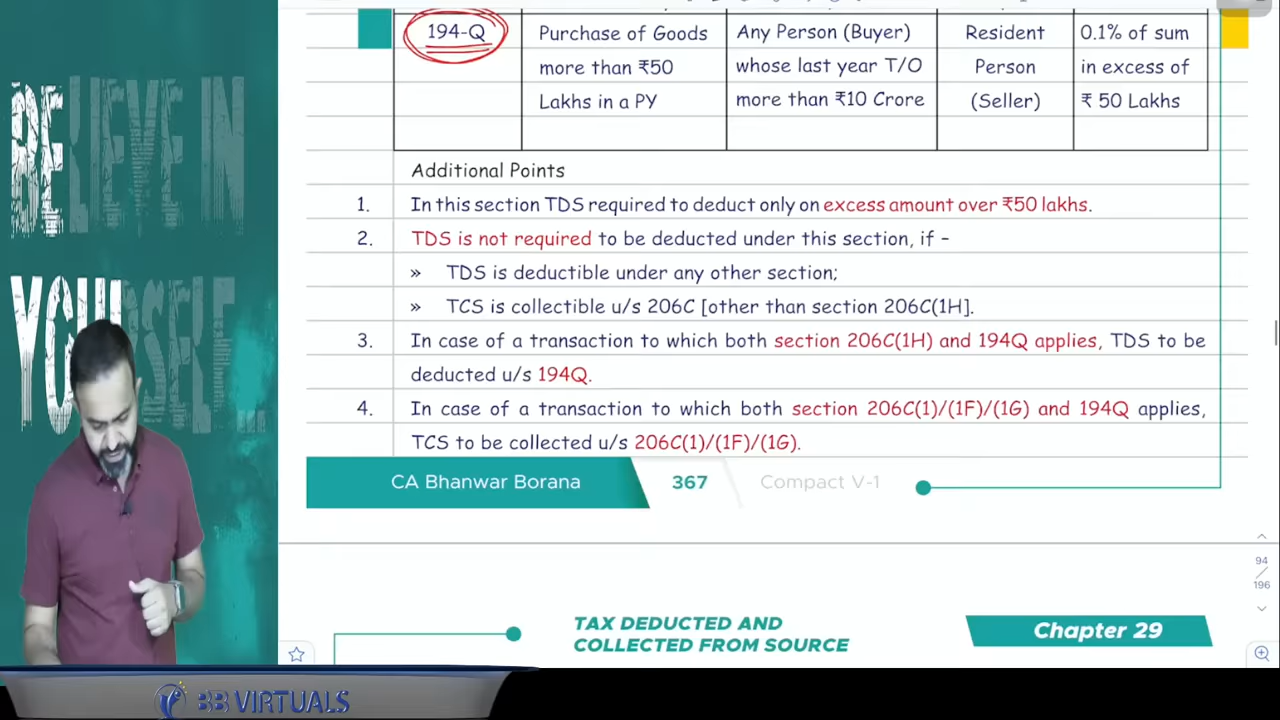 BELIEVE IN
YOURSELF
194-Q
Purchase of Goods
more than ₹50
Lakhs in a PY
Any Person (Buyer)
whose last year T/O
more than ₹10 Crore
Resident
Person
(Seller)
0.1% of sum
in excess of
₹ 50 Lakhs
Additional Points
1. In this section TDS required to deduct only on excess amount over ₹50 lakhs.
2. TDS is not required to be deducted under this section, if –
» TDS is deductible under any other section;
» TCS is collectible u/s 206C [other than section 206C(1H].
3. In case of a transaction to which both section 206C(1H) and 194Q applies, TDS to be
deducted u/s 194Q.
4. In case of a transaction to which both section 206C(1)/(1F)/(1G) and 194Q applies,
TCS to be collected u/s 206C(1)/(1F)/(1G).
CA Bhanwar Borana 367 Compact V-1
94
196
TAX DEDUCTED AND
COLLECTED FROM SOURCE
Chapter 29
BB VIRTUALS